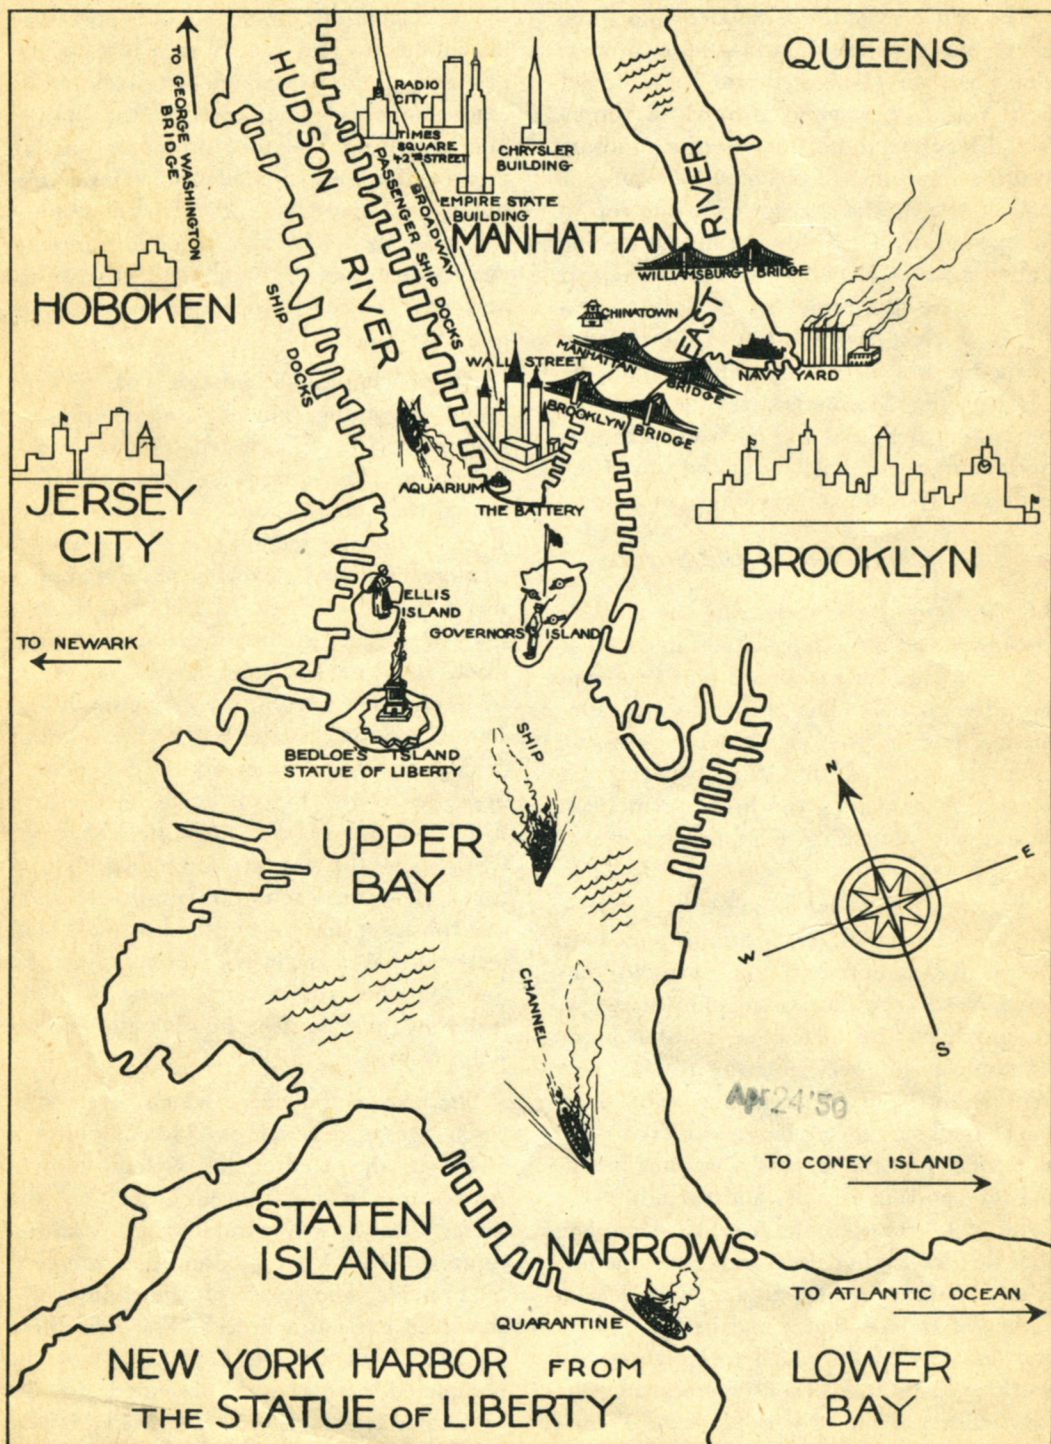 QUEENS
TO GEORGE WASHINGTON
BRIDGE
HUDSON
RIVER
RADIO
CITY
TIMES
SQUARE
42ND STREET
CHRYSLER
BUILDING
EMPIRE STATE
BUILDING
PASSENGER SHIP DOCKS
BROADWAY
MANHATTAN
EAST
RIVER
WILLIAMSBURG BRIDGE
HOBOKEN
SHIP DOCKS
CHINATOWN
MANHATTAN
BRIDGE
WALL STREET
NAVY YARD
BROOKLYN BRIDGE
JERSEY
CITY
AQUARIUM
THE BATTERY
BROOKLYN
ELLIS
ISLAND
GOVERNORS ISLAND
TO NEWARK
BEDLOE'S ISLAND
STATUE OF LIBERTY
SHIP
UPPER
BAY
N
E
W
S
CHANNEL
Apr 24 '50
TO CONEY ISLAND
STATEN
ISLAND
NARROWS
TO ATLANTIC OCEAN
QUARANTINE
NEW YORK HARBOR FROM
THE STATUE OF LIBERTY
LOWER
BAY